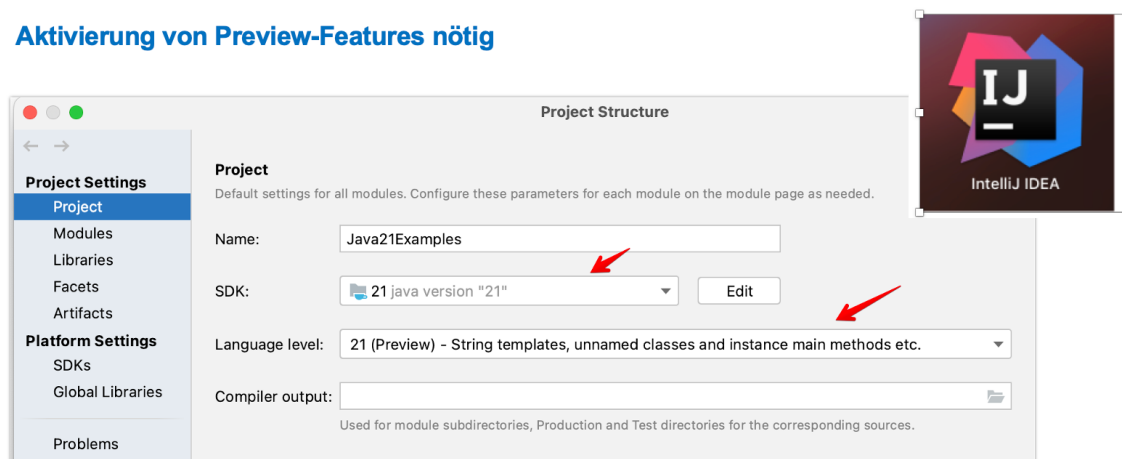 Aktivierung von Preview-Features nötig
IJ
IntelliJ IDEA
Project Structure
Project Settings
Project
Modules
Libraries
Facets
Artifacts
Platform Settings
SDKs
Global Libraries
Problems
Project
Default settings for all modules. Configure these parameters for each module on the module page as needed.
Name: Java21Examples
SDK: 21 java version "21" Edit
Language level: 21 (Preview) - String templates, unnamed classes and instance main methods etc.
Compiler output:
Used for module subdirectories, Production and Test directories for the corresponding sources.